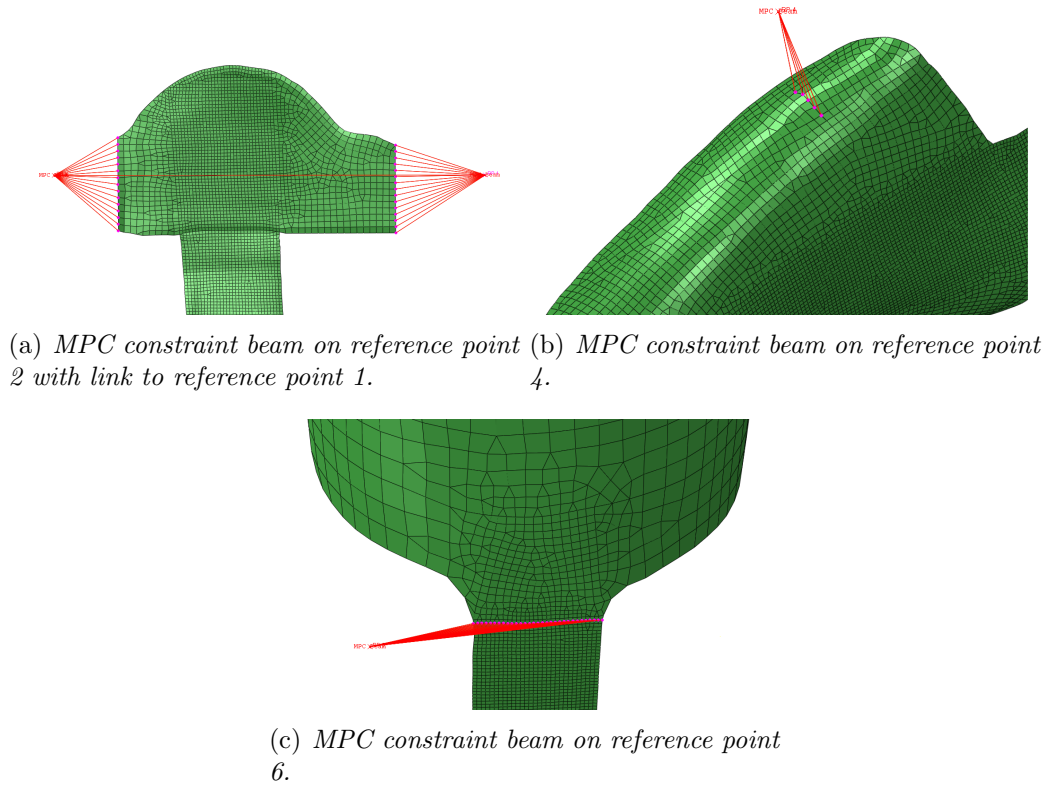 MPC
MPC
(a) MPC constraint beam on reference point
2 with link to reference point 1.
(b) MPC constraint beam on reference point
4.
MPC
(c) MPC constraint beam on reference point
6.